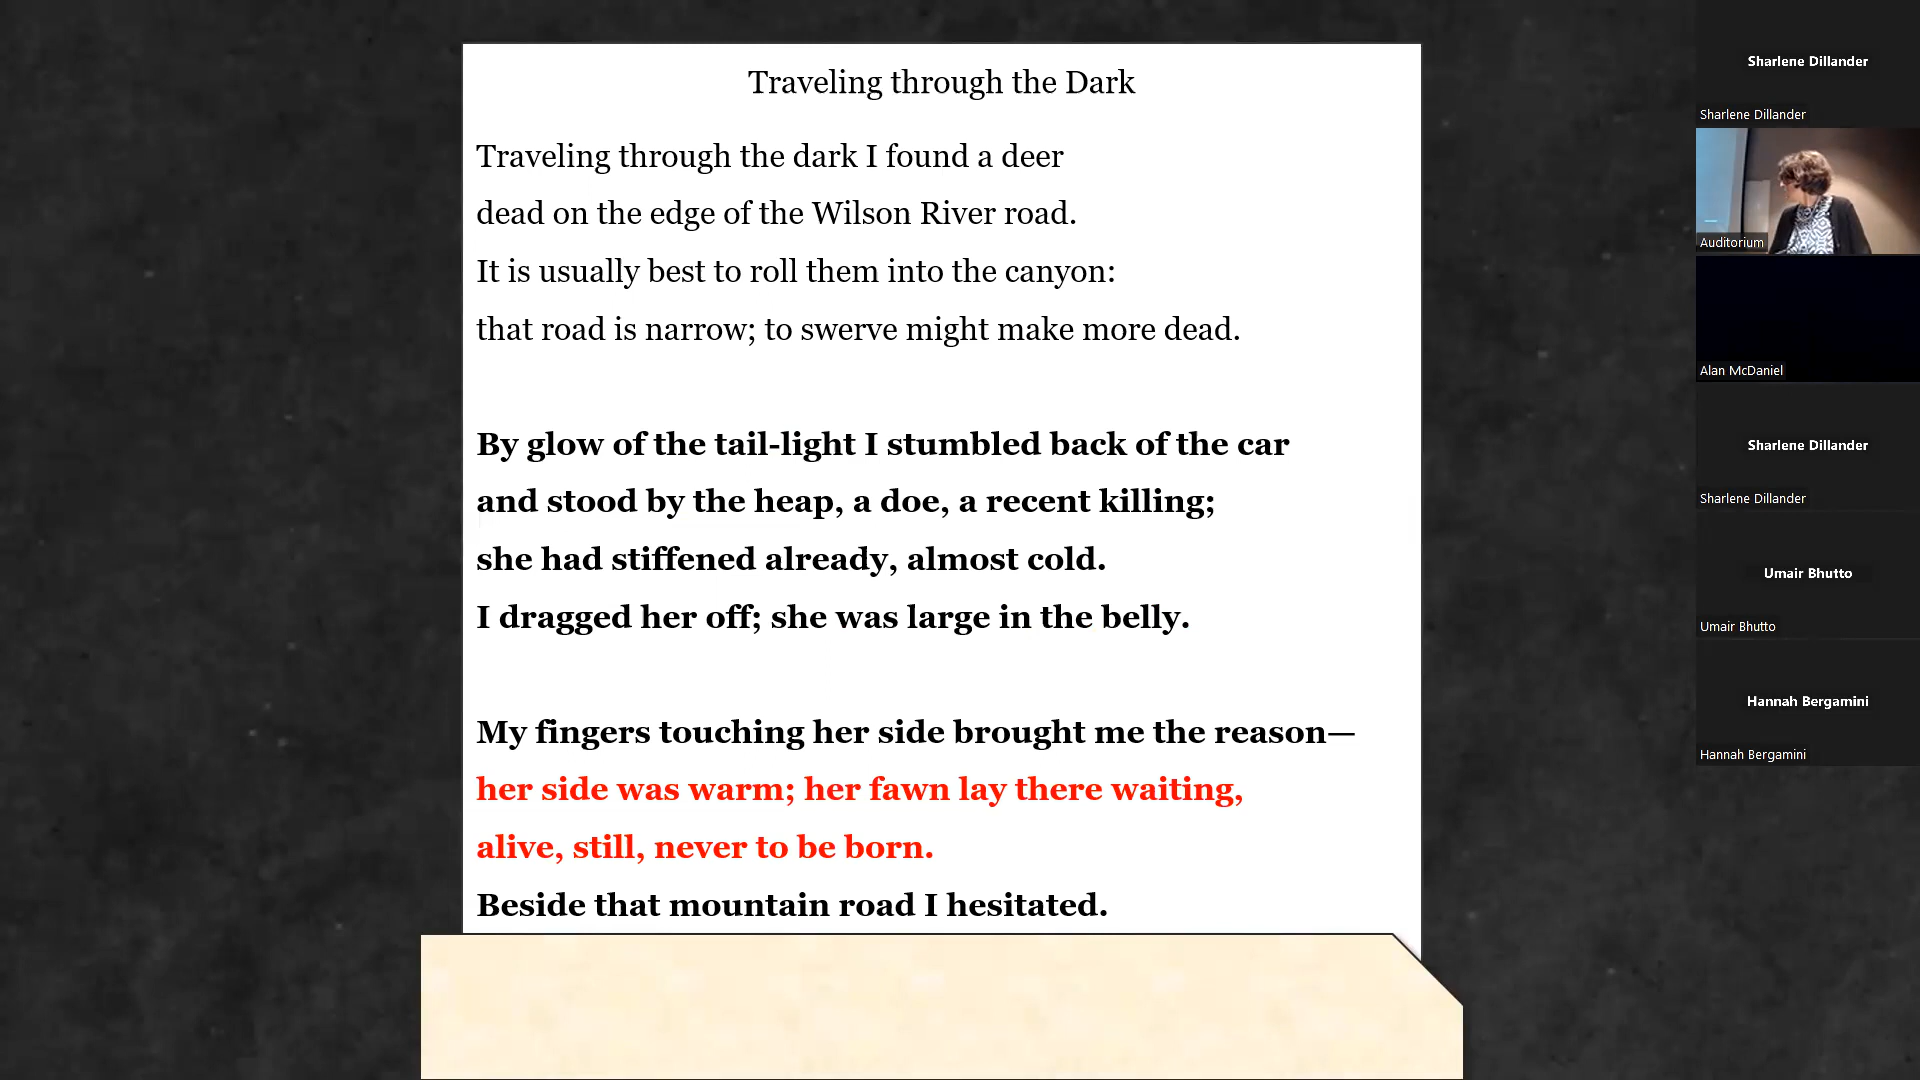 Traveling through the Dark
Traveling through the dark I found a deer
dead on the edge of the Wilson River road.
It is usually best to roll them into the canyon:
that road is narrow; to swerve might make more dead.
By glow of the tail-light I stumbled back of the car
and stood by the heap, a doe, a recent killing;
she had stiffened already, almost cold.
I dragged her off; she was large in the belly.
My fingers touching her side brought me the reason—
her side was warm; her fawn lay there waiting,
alive, still, never to be born.
Beside that mountain road I hesitated.
Sharlene Dillander
Sharlene Dillander
Auditorium
Alan McDaniel
Sharlene Dillander
Sharlene Dillander
Umair Bhutto
Umair Bhutto
Hannah Bergamini
Hannah Bergamini